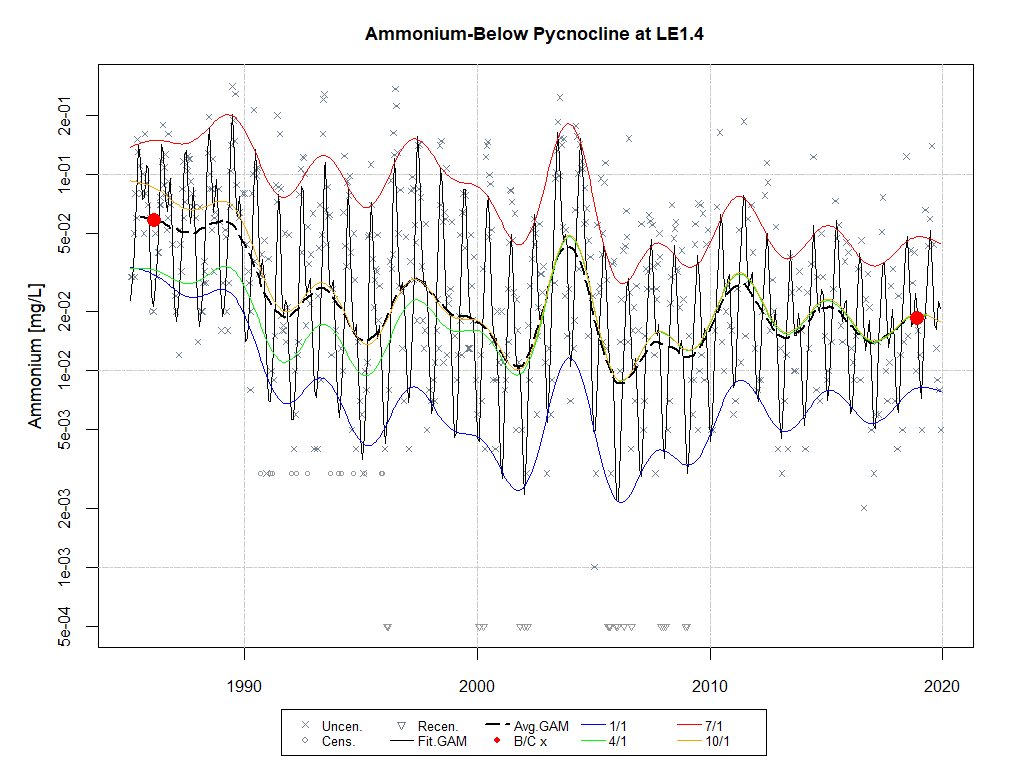 Ammonium-Below Pycnocline at LE1.4
Ammonium [mg/L]
2e-01
1e-01
5e-02
2e-02
1e-02
5e-03
2e-03
1e-03
5e-04
1990 2000 2010 2020
Uncen. Recen. Avg.GAM 1/1 7/1
Cens. Fit.GAM B/C x 4/1 10/1